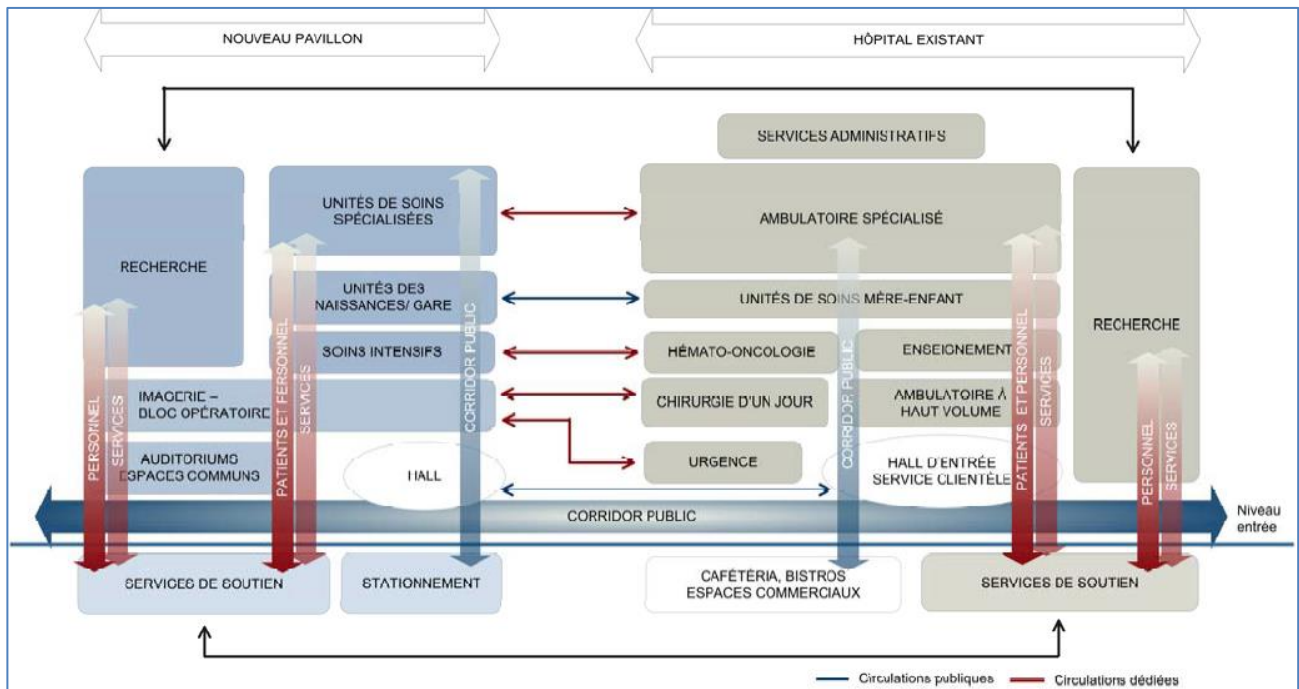 NOUVEAU PAVILLON
HÔPITAL EXISTANT
SERVICES ADMINISTRATIFS
UNITÉS DE SOINS
SPÉCIALISÉES
AMBULATOIRE SPÉCIALISÉ
RECHERCHE
UNITÉS DES
NAISSANCES/ GARE
UNITÉS DE SOINS MÈRE-ENFANT
RECHERCHE
SOINS INTENSIFS
HÉMATO-ONCOLOGIE
ENSEIGNEMENT
IMAGERIE –
BLOC OPÉRATOIRE
CHIRURGIE D'UN JOUR
AMBULATOIRE À
HAUT VOLUME
AUDITORIUMS
ESPACES COMMUNS
HALL
URGENCE
HALL D'ENTRÉE
SERVICE CLIENTÈLE
PERSONNEL
SERVICES
PATIENTS ET PERSONNEL
SERVICES
CORRIDOR PUBLIC
CORRIDOR PUBLIC
PATIENTS ET PERSONNEL
SERVICES
PERSONNEL
SERVICES
CORRIDOR PUBLIC
Niveau
entrée
SERVICES DE SOUTIEN
STATIONNEMENT
CAFÉTÉRIA, BISTROS
ESPACES COMMERCIAUX
SERVICES DE SOUTIEN
Circulations publiques
Circulations dédiées